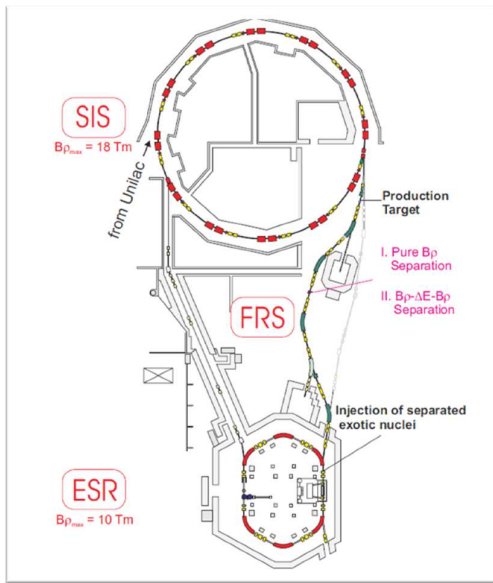 SIS
Bρmax = 18 Tm
from Unilac
Production
Target
I. Pure Bρ
Separation
II. Bρ-ΔE-Bρ
Separation
FRS
Injection of separated
exotic nuclei
ESR
Bρmax = 10 Tm